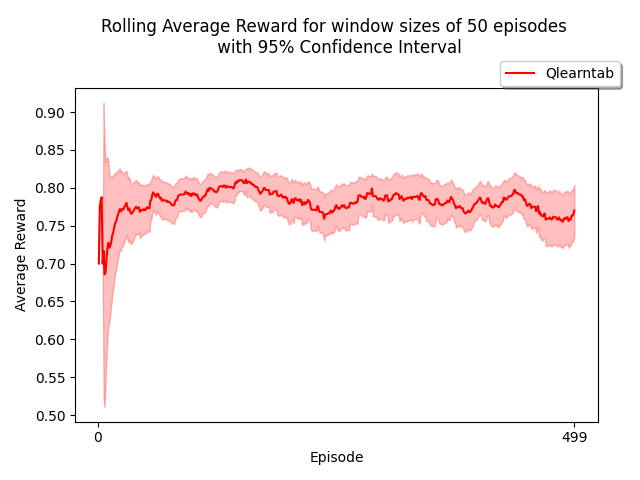 Rolling Average Reward for window sizes of 50 episodes
with 95% Confidence Interval
Qlearntab
0.90
0.85
0.80
0.75
0.70
0.65
0.60
0.55
0.50
Average Reward
0
499
Episode